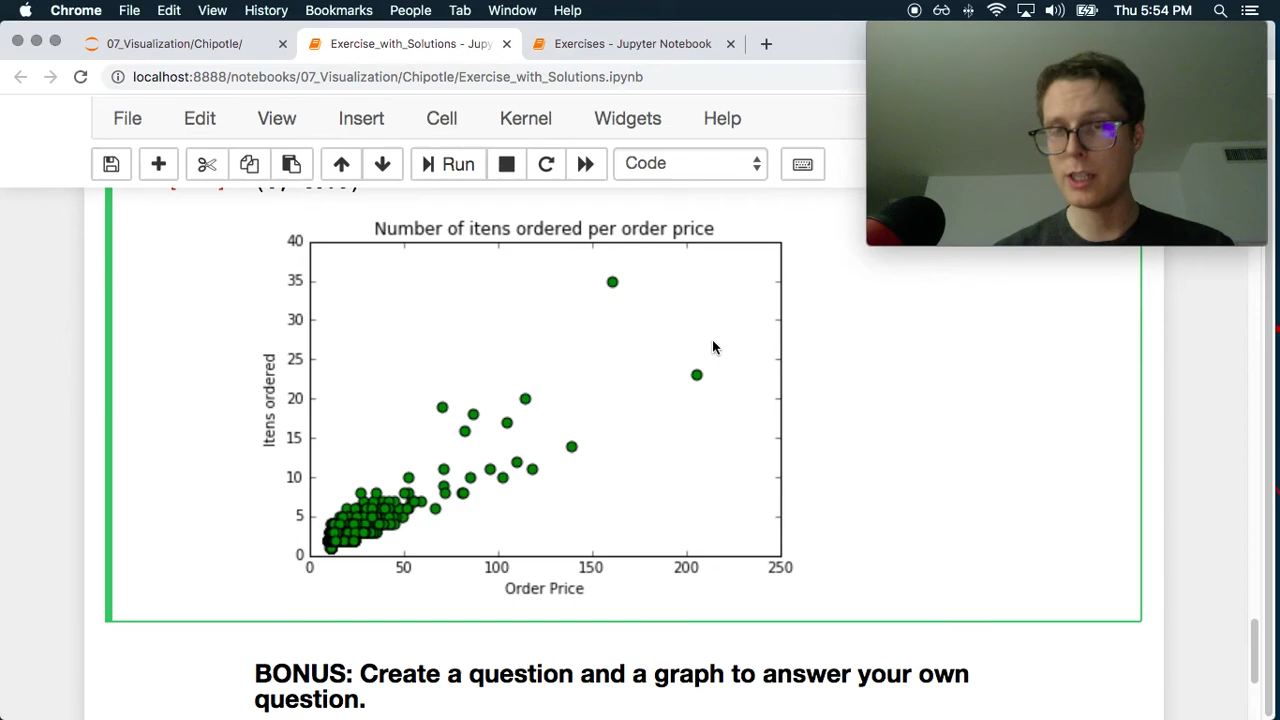 Chrome File Edit View History Bookmarks People Tab Window Help Thu 5:54 PM
07_Visualization/Chipotle/ Exercise_with_Solutions - Jupy Exercises - Jupyter Notebook
localhost:8888/notebooks/07_Visualization/Chipotle/Exercise_with_Solutions.ipynb
File Edit View Insert Cell Kernel Widgets Help
Run Code
Number of itens ordered per order price
40
35
30
25
20
15
10
5
0
Itens ordered
0 50 100 150 200 250
Order Price
BONUS: Create a question and a graph to answer your own
question.